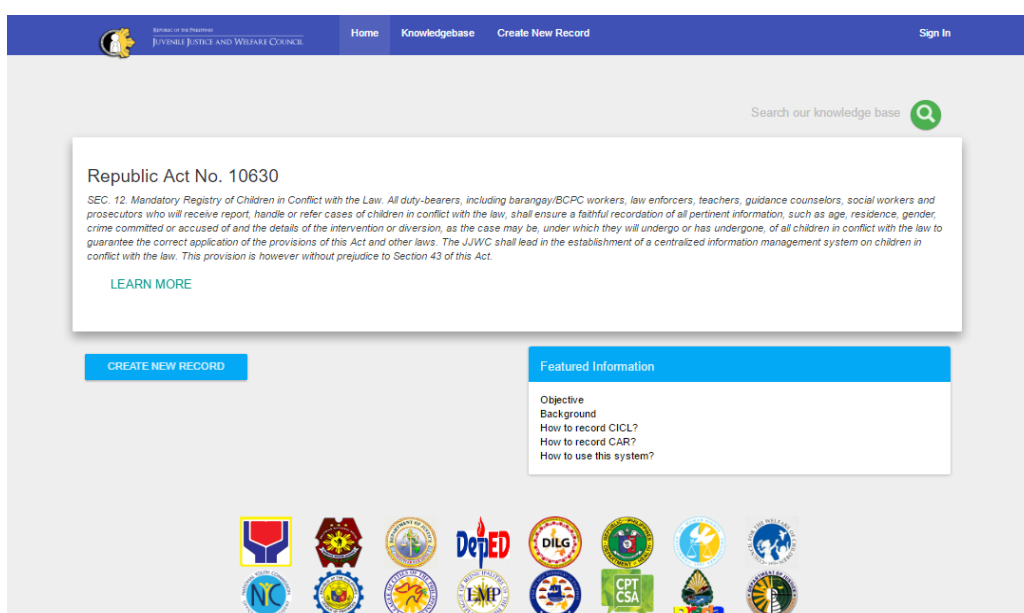 REPUBLIC OF THE PHILIPPINES
JUVENILE JUSTICE AND WELFARE COUNCIL
Home Knowledgebase Create New Record Sign In
Search our knowledge base
Republic Act No. 10630
SEC. 12. Mandatory Registry of Children in Conflict with the Law. All duty-bearers, including barangay/BCPC workers, law enforcers, teachers, guidance counselors, social workers and
prosecutors who will receive report, handle or refer cases of children in conflict with the law, shall ensure a faithful recordation of all pertinent information, such as age, residence, gender,
crime committed or accused of and the details of the intervention or diversion, as the case may be, under which they will undergo or has undergone, of all children in conflict with the law to
guarantee the correct application of the provisions of this Act and other laws. The JJWC shall lead in the establishment of a centralized information management system on children in
conflict with the law. This provision is however without prejudice to Section 43 of this Act.
LEARN MORE
CREATE NEW RECORD
Featured Information
Objective
Background
How to record CICL?
How to record CAR?
How to use this system?
DepED
DILG
NYC
LMP
CPT
CSA